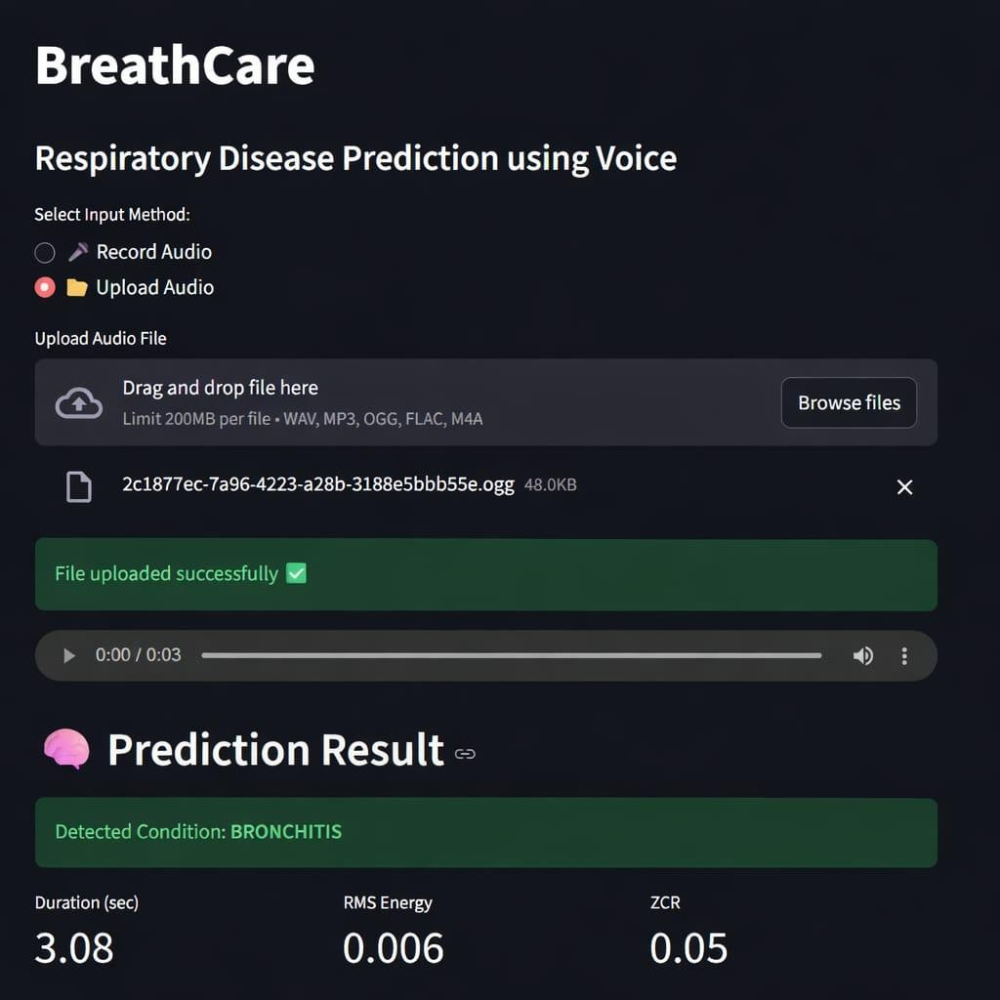 BreathCare
Respiratory Disease Prediction using Voice
Select Input Method:
🎤 Record Audio
📁 Upload Audio
Upload Audio File
Drag and drop file here
Limit 200MB per file • WAV, MP3, OGG, FLAC, M4A
Browse files
2c1877ec-7a96-4223-a28b-3188e5bbb55e.ogg 48.0KB
File uploaded successfully ✅
0:00 / 0:03
🧠 Prediction Result
Detected Condition: BRONCHITIS
Duration (sec) RMS Energy ZCR
3.08 0.006 0.05